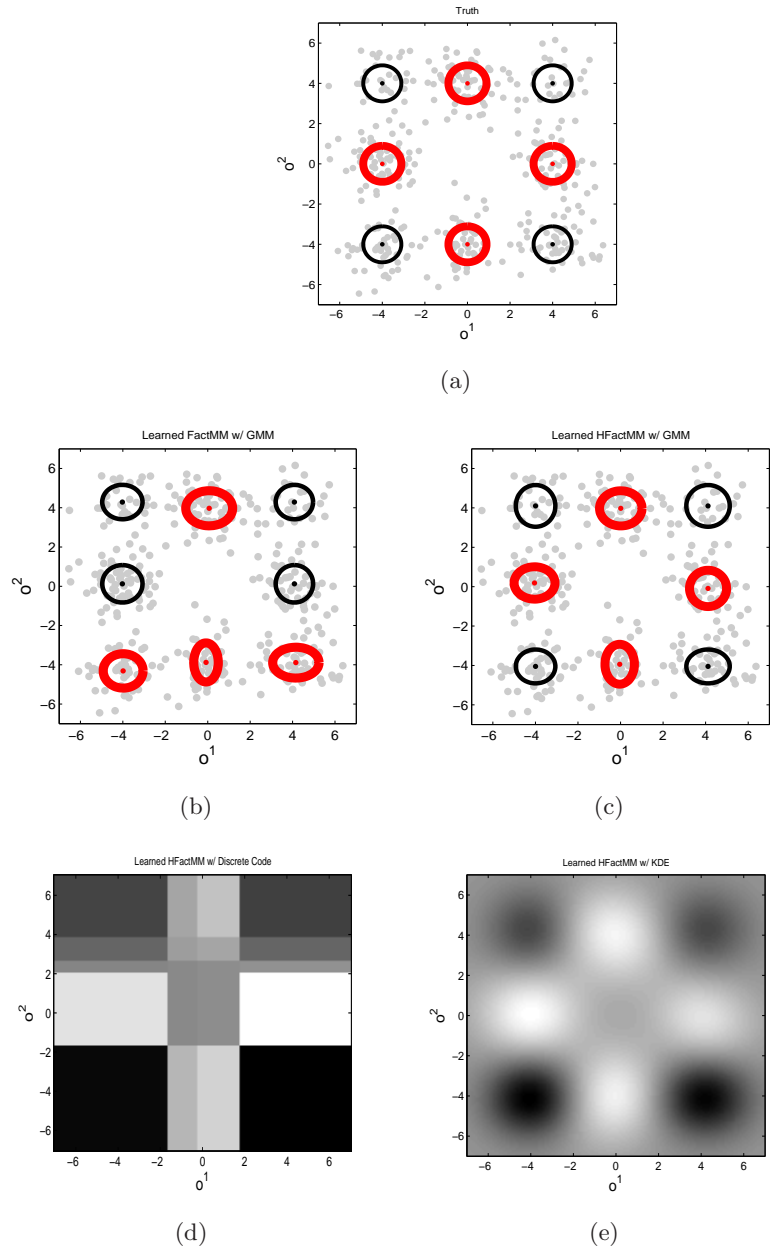 Truth
6
4
2
0
−2
−4
−6
o²
−6 −4 −2 0 2 4 6
o¹
(a)
Learned FactMM w/ GMM
6
4
2
0
−2
−4
−6
o²
−6 −4 −2 0 2 4 6
o¹
(b)
Learned HFactMM w/ GMM
6
4
2
0
−2
−4
−6
o²
−6 −4 −2 0 2 4 6
o¹
(c)
Learned HFactMM w/ Discrete Code
6
4
2
0
−2
−4
−6
o²
−6 −4 −2 0 2 4 6
o¹
(d)
Learned HFactMM w/ KDE
6
4
2
0
−2
−4
−6
o²
−6 −4 −2 0 2 4 6
o¹
(e)